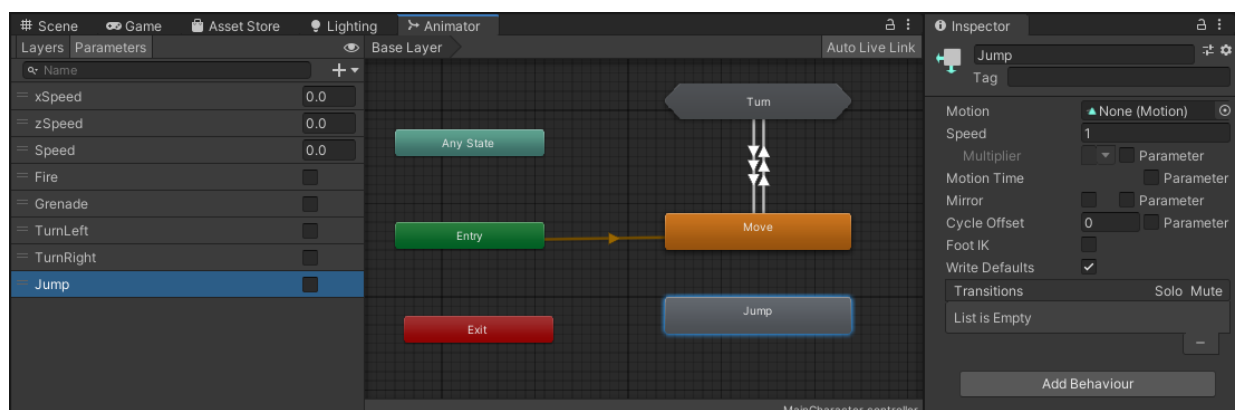 Scene Game Asset Store Lighting Animator
Layers Parameters
Name
xSpeed 0.0
zSpeed 0.0
Speed 0.0
Fire
Grenade
TurnLeft
TurnRight
Jump
Base Layer Auto Live Link
Turn
Any State
Entry
Move
Jump
Exit
MainCharacter.controller
Inspector
Jump
Tag
Motion None (Motion)
Speed 1
Multiplier Parameter
Motion Time Parameter
Mirror Parameter
Cycle Offset 0 Parameter
Foot IK
Write Defaults
Transitions Solo Mute
List is Empty
Add Behaviour